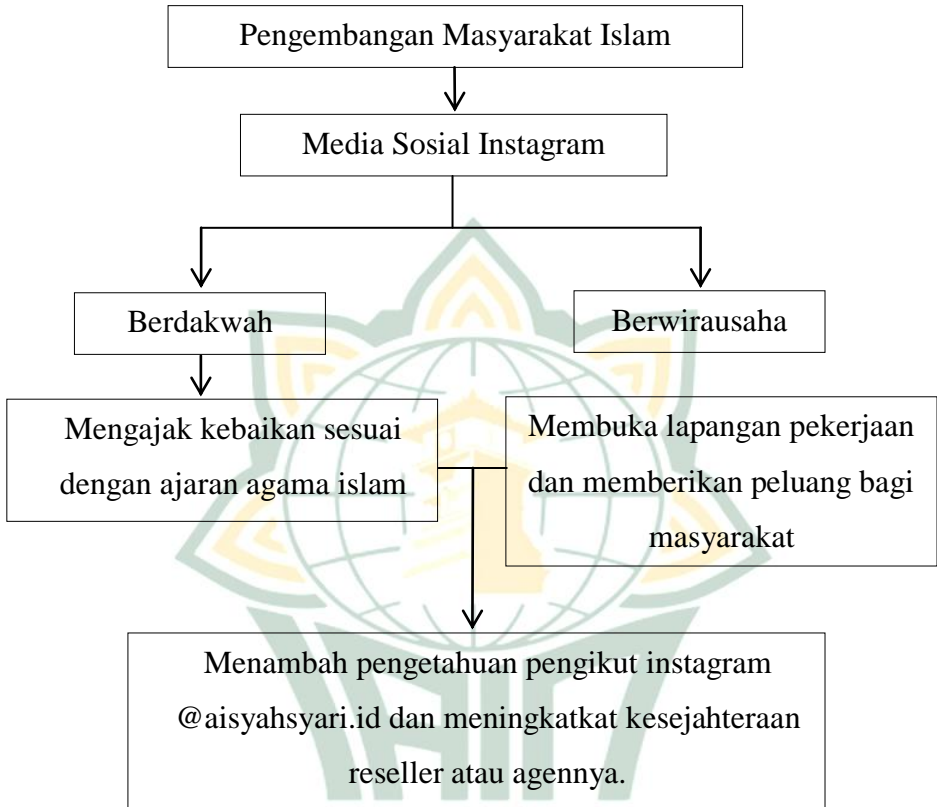 Pengembangan Masyarakat Islam
Media Sosial Instagram
Berdakwah
Berwirausaha
Mengajak kebaikan sesuai
dengan ajaran agama islam
Membuka lapangan pekerjaan
dan memberikan peluang bagi
masyarakat
Menambah pengetahuan pengikut instagram
@aisyahsyari.id dan meningkatkat kesejahteraan
reseller atau agennya.